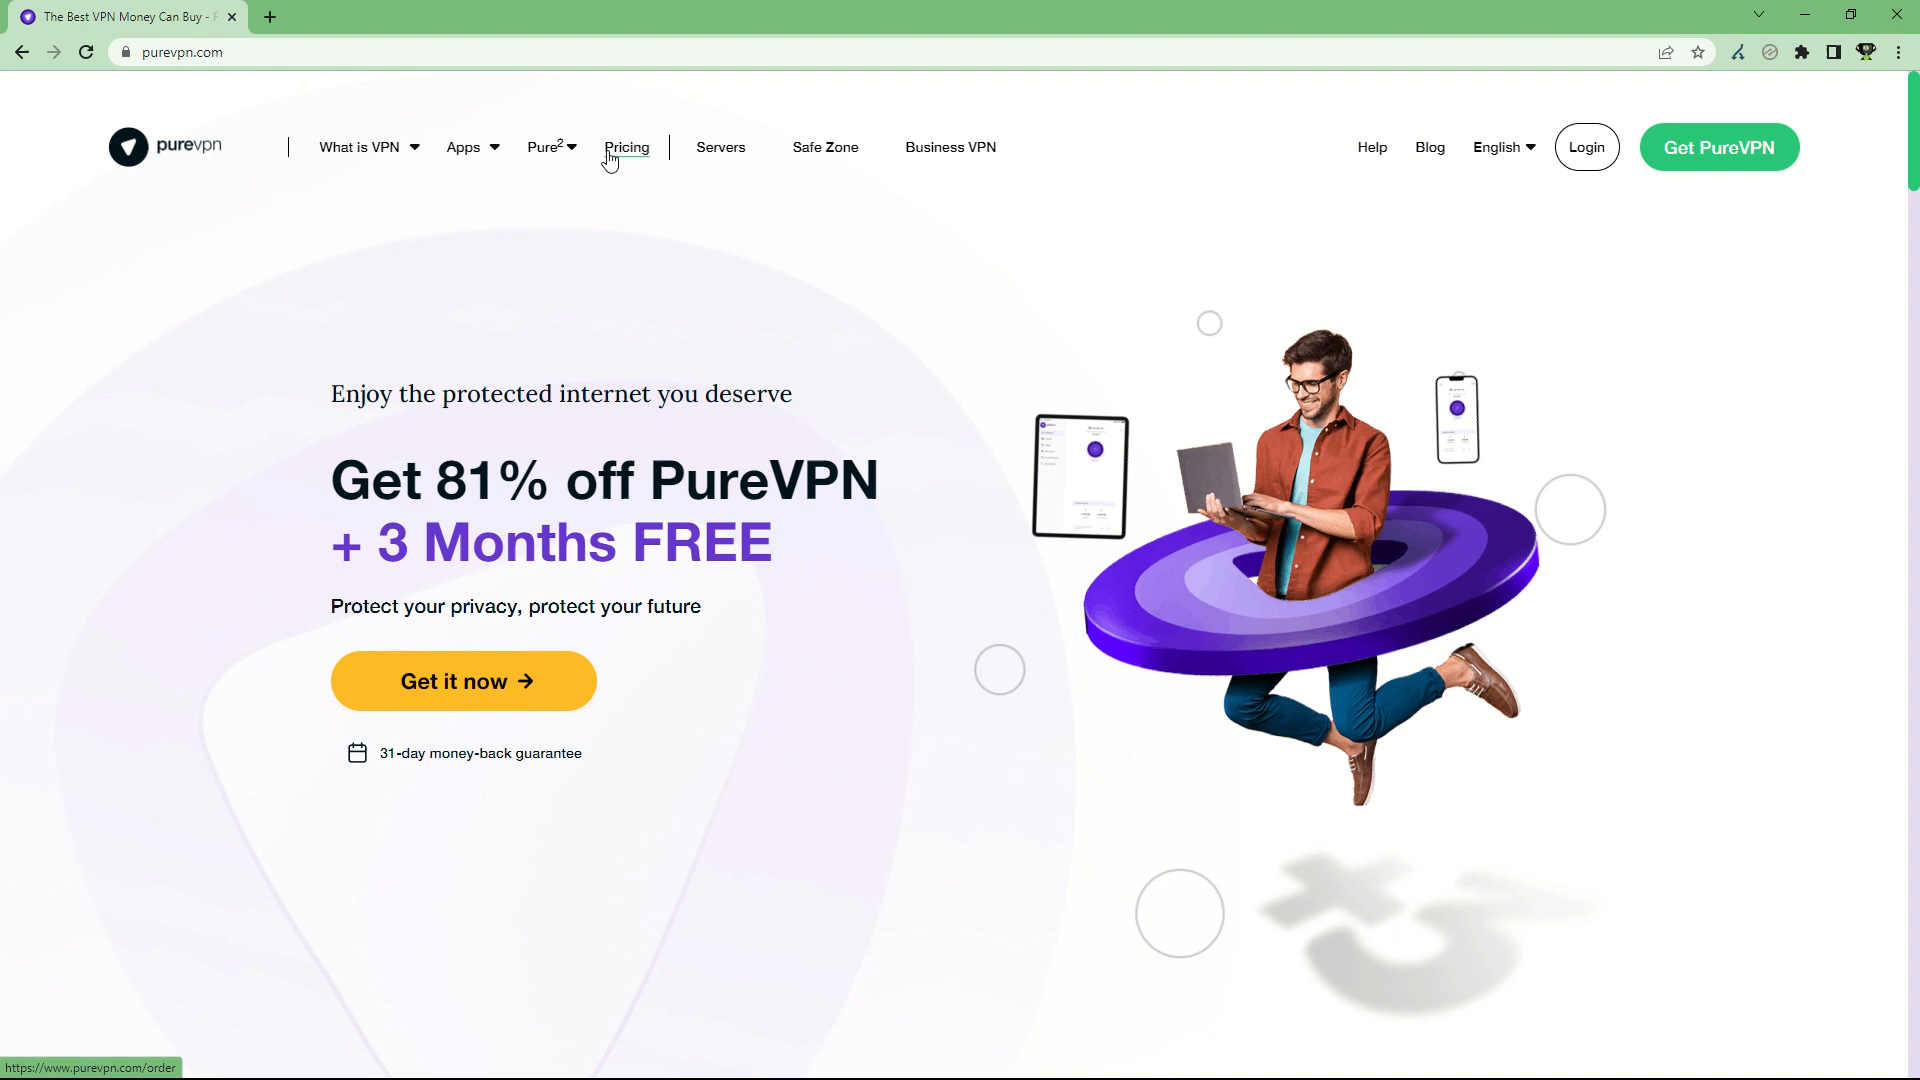 The Best VPN Money Can Buy -
purevpn.com
purevpn
What is VPN
Apps
Pure2
Pricing
Servers
Safe Zone
Business VPN
Help
Blog
English
Login
Get PureVPN
Enjoy the protected internet you deserve
Get 81% off PureVPN
+ 3 Months FREE
Protect your privacy, protect your future
Get it now →
31-day money-back guarantee
+3
https://www.purevpn.com/order